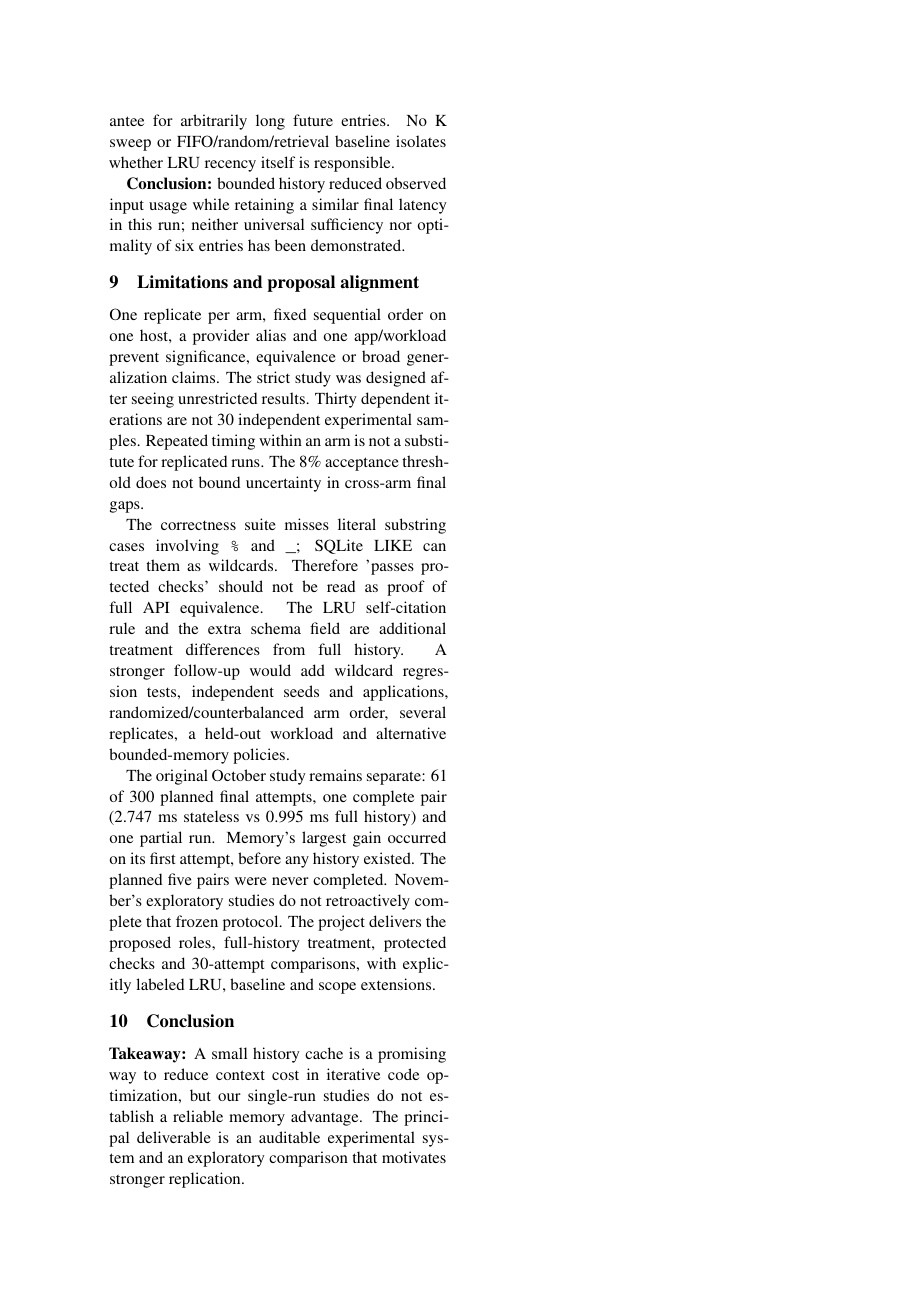 antee for arbitrarily long future entries. No K
sweep or FIFO/random/retrieval baseline isolates
whether LRU recency itself is responsible.
Conclusion: bounded history reduced observed
input usage while retaining a similar final latency
in this run; neither universal sufficiency nor opti-
mality of six entries has been demonstrated.
9 Limitations and proposal alignment
One replicate per arm, fixed sequential order on
one host, a provider alias and one app/workload
prevent significance, equivalence or broad gener-
alization claims. The strict study was designed af-
ter seeing unrestricted results. Thirty dependent it-
erations are not 30 independent experimental sam-
ples. Repeated timing within an arm is not a substi-
tute for replicated runs. The 8% acceptance thresh-
old does not bound uncertainty in cross-arm final
gaps.
The correctness suite misses literal substring
cases involving % and _; SQLite LIKE can
treat them as wildcards. Therefore 'passes pro-
tected checks' should not be read as proof of
full API equivalence. The LRU self-citation
rule and the extra schema field are additional
treatment differences from full history. A
stronger follow-up would add wildcard regres-
sion tests, independent seeds and applications,
randomized/counterbalanced arm order, several
replicates, a held-out workload and alternative
bounded-memory policies.
The original October study remains separate: 61
of 300 planned final attempts, one complete pair
(2.747 ms stateless vs 0.995 ms full history) and
one partial run. Memory's largest gain occurred
on its first attempt, before any history existed. The
planned five pairs were never completed. Novem-
ber's exploratory studies do not retroactively com-
plete that frozen protocol. The project delivers the
proposed roles, full-history treatment, protected
checks and 30-attempt comparisons, with explic-
itly labeled LRU, baseline and scope extensions.
10 Conclusion
Takeaway: A small history cache is a promising
way to reduce context cost in iterative code op-
timization, but our single-run studies do not es-
tablish a reliable memory advantage. The princi-
pal deliverable is an auditable experimental sys-
tem and an exploratory comparison that motivates
stronger replication.